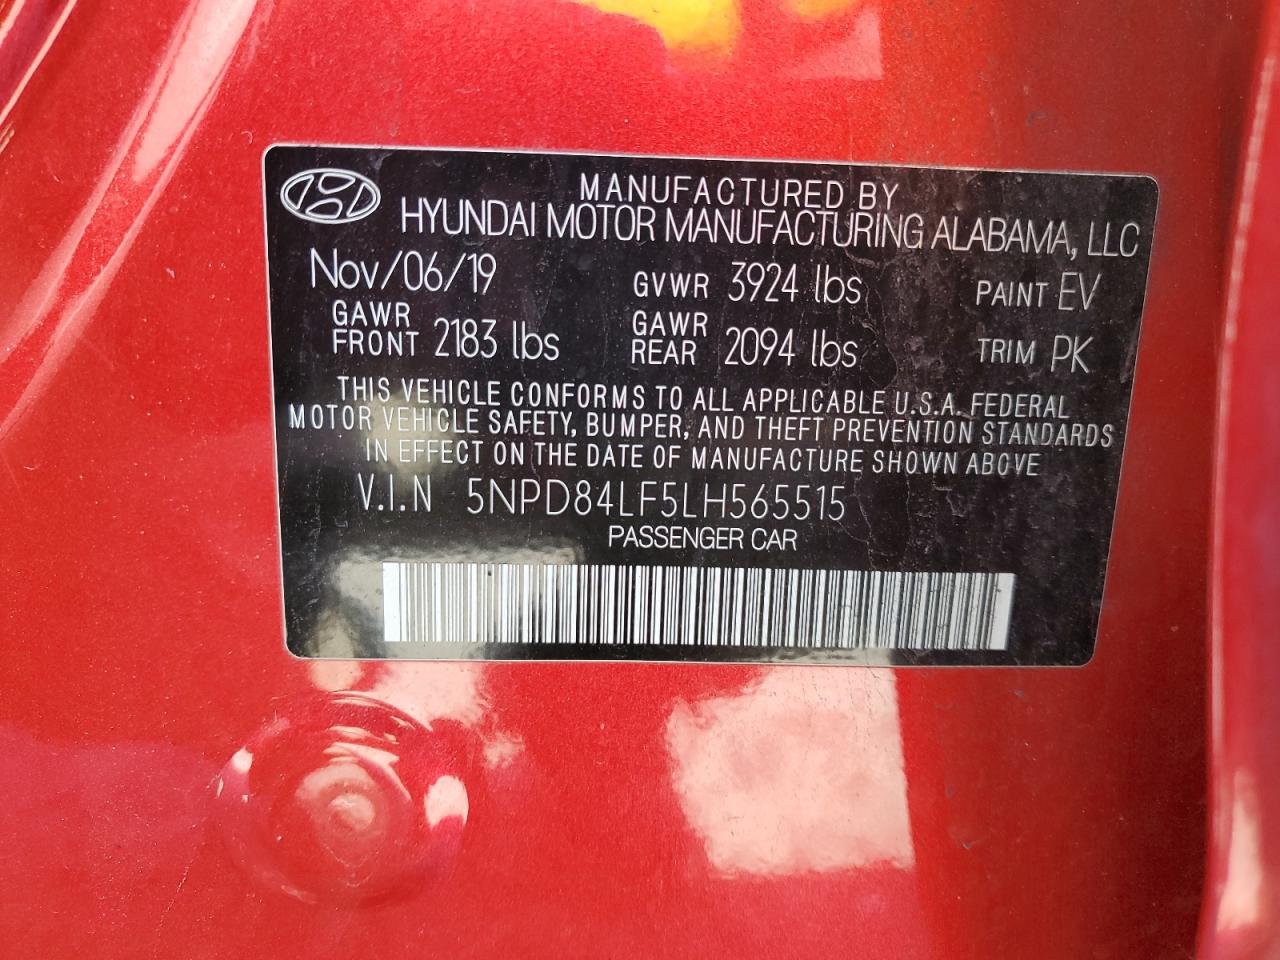 MANUFACTURED BY
HYUNDAI MOTOR MANUFACTURING ALABAMA, LLC
Nov/06/19 GVWR 3924 lbs PAINT EV
GAWR FRONT 2183 lbs GAWR REAR 2094 lbs TRIM PK
THIS VEHICLE CONFORMS TO ALL APPLICABLE U.S.A. FEDERAL
MOTOR VEHICLE SAFETY, BUMPER, AND THEFT PREVENTION STANDARDS
IN EFFECT ON THE DATE OF MANUFACTURE SHOWN ABOVE
V.I.N 5NPD84LF5LH565515
PASSENGER CAR